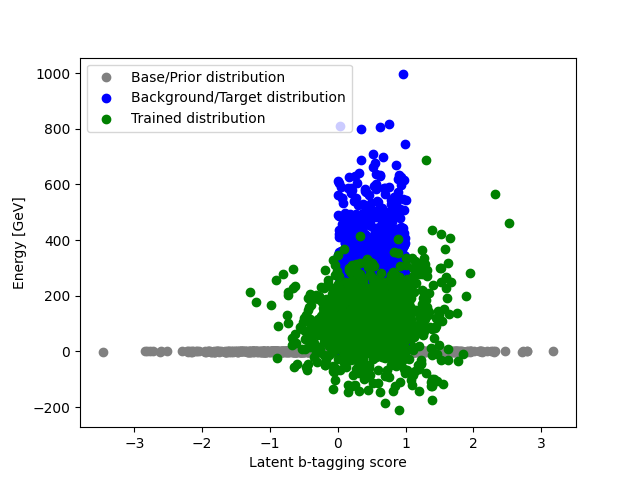 Base/Prior distribution
Background/Target distribution
Trained distribution
1000
800
600
400
200
0
−200
Energy [GeV]
−3
−2
−1
0
1
2
3
Latent b-tagging score